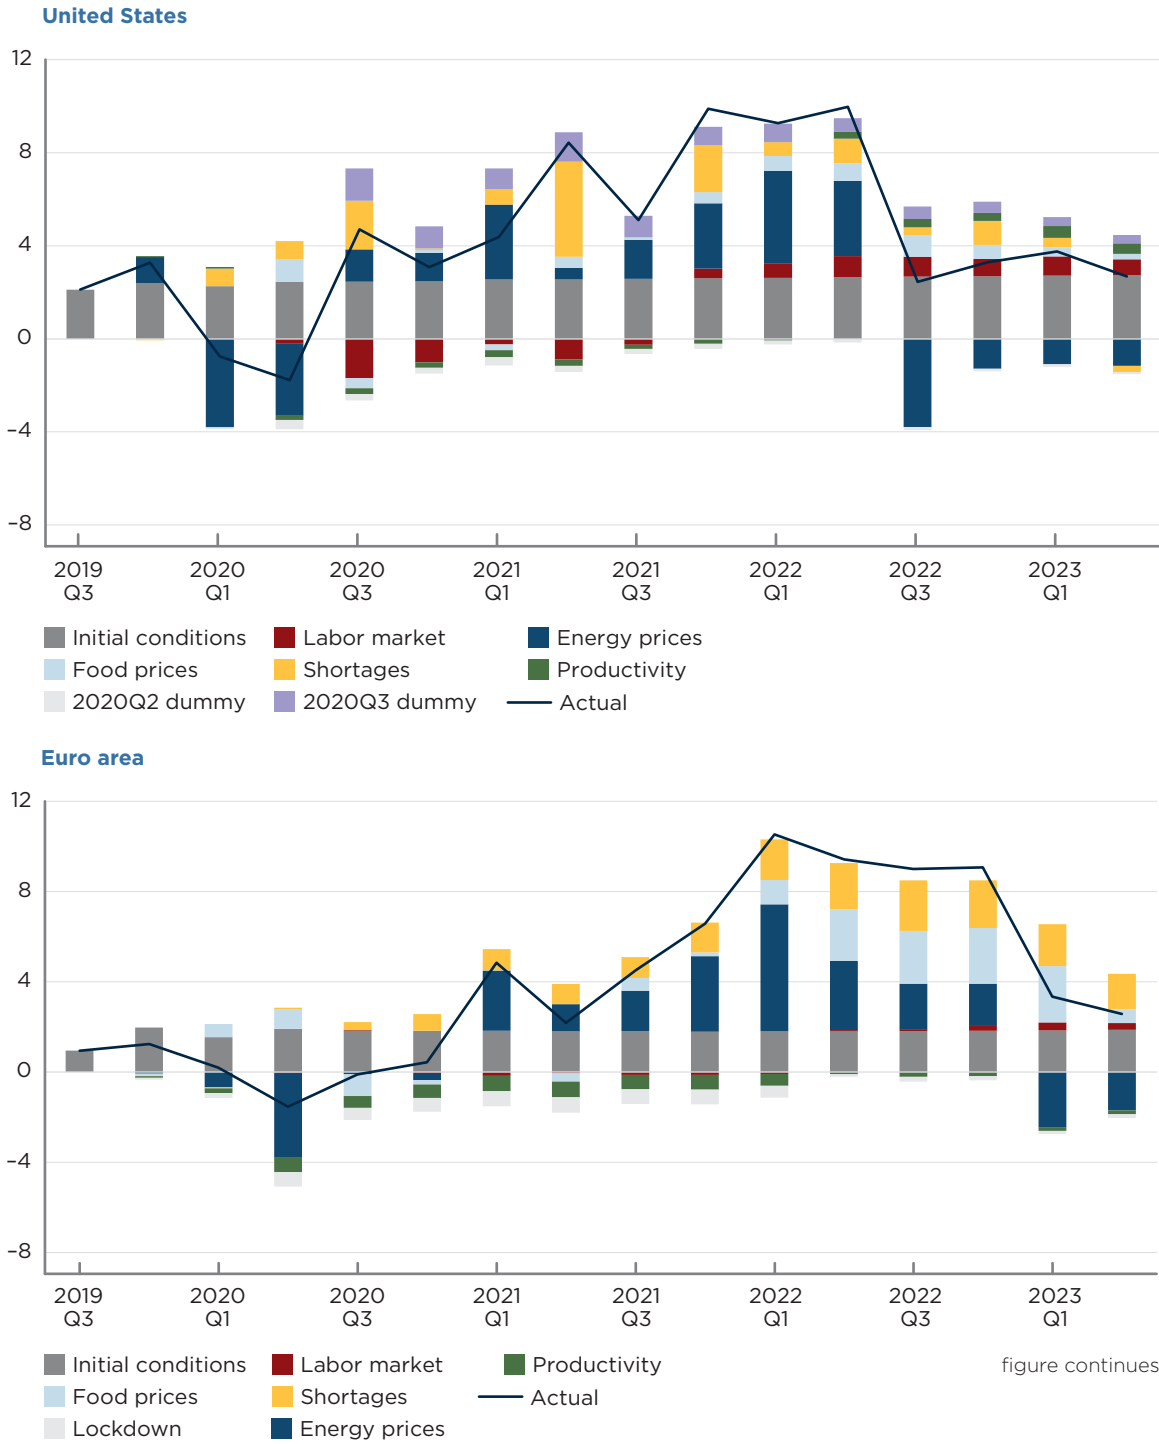 United States
12
8
4
0
–4
–8
2019 2020 2020 2021 2021 2022 2022 2023
Q3 Q1 Q3 Q1 Q3 Q1 Q3 Q1
Initial conditions Labor market Energy prices
Food prices Shortages Productivity
2020Q2 dummy 2020Q3 dummy Actual
Euro area
12
8
4
0
–4
–8
2019 2020 2020 2021 2021 2022 2022 2023
Q3 Q1 Q3 Q1 Q3 Q1 Q3 Q1
Initial conditions Labor market Productivity figure continues
Food prices Shortages Actual
Lockdown Energy prices